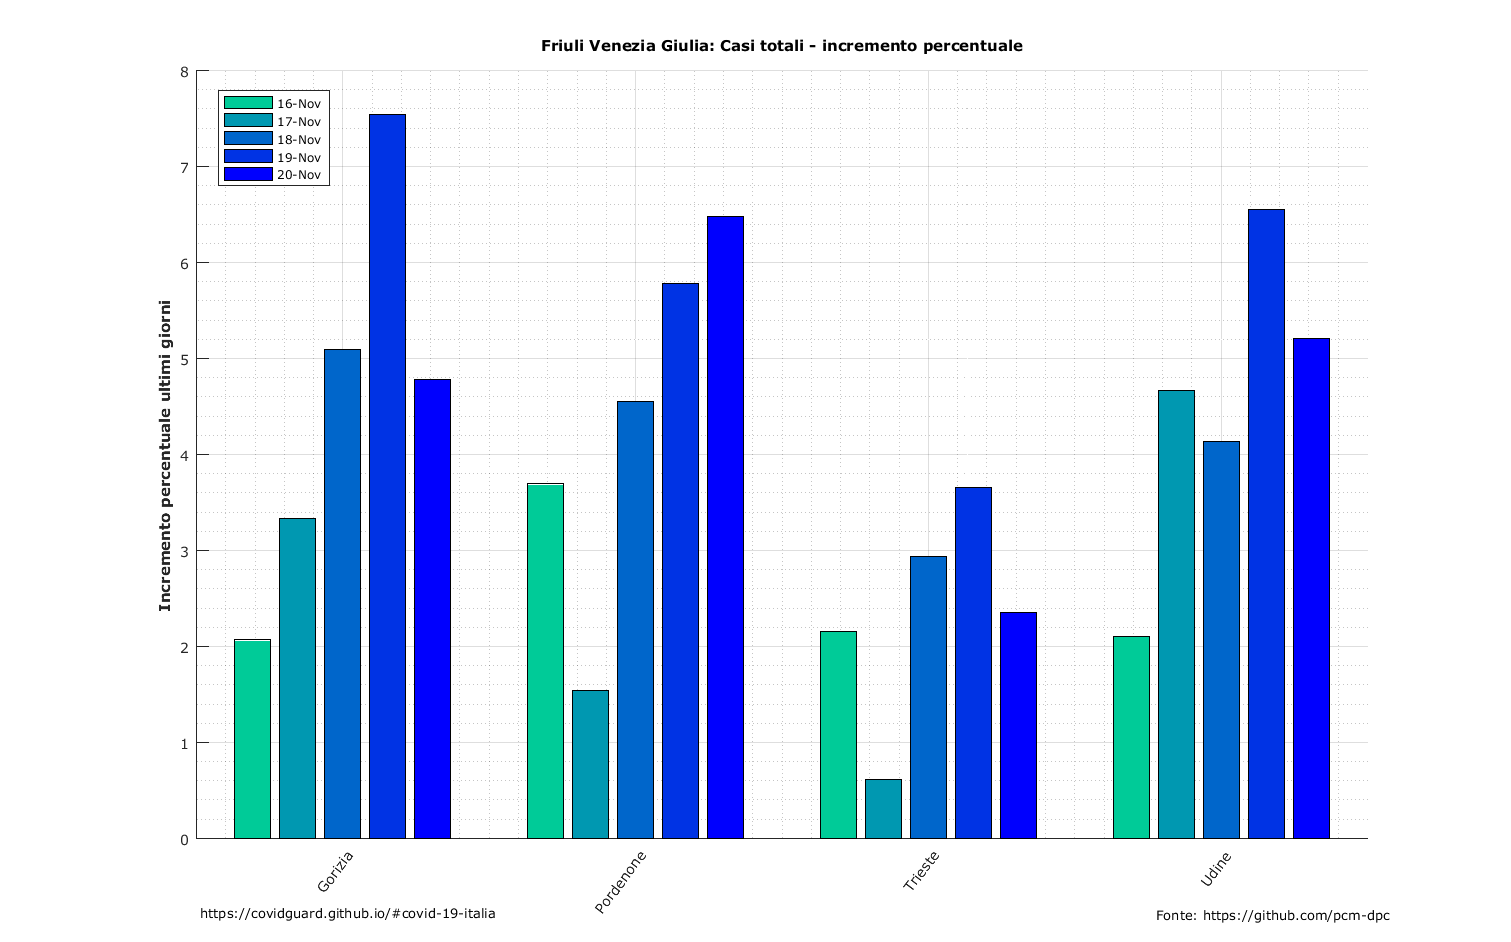 Friuli Venezia Giulia: Casi totali - incremento percentuale
16-Nov
17-Nov
18-Nov
19-Nov
20-Nov
Incremento percentuale ultimi giorni
8
7
6
5
4
3
2
1
0
Gorizia
Pordenone
Trieste
Udine
https://covidguard.github.io/#covid-19-italia
Fonte: https://github.com/pcm-dpc